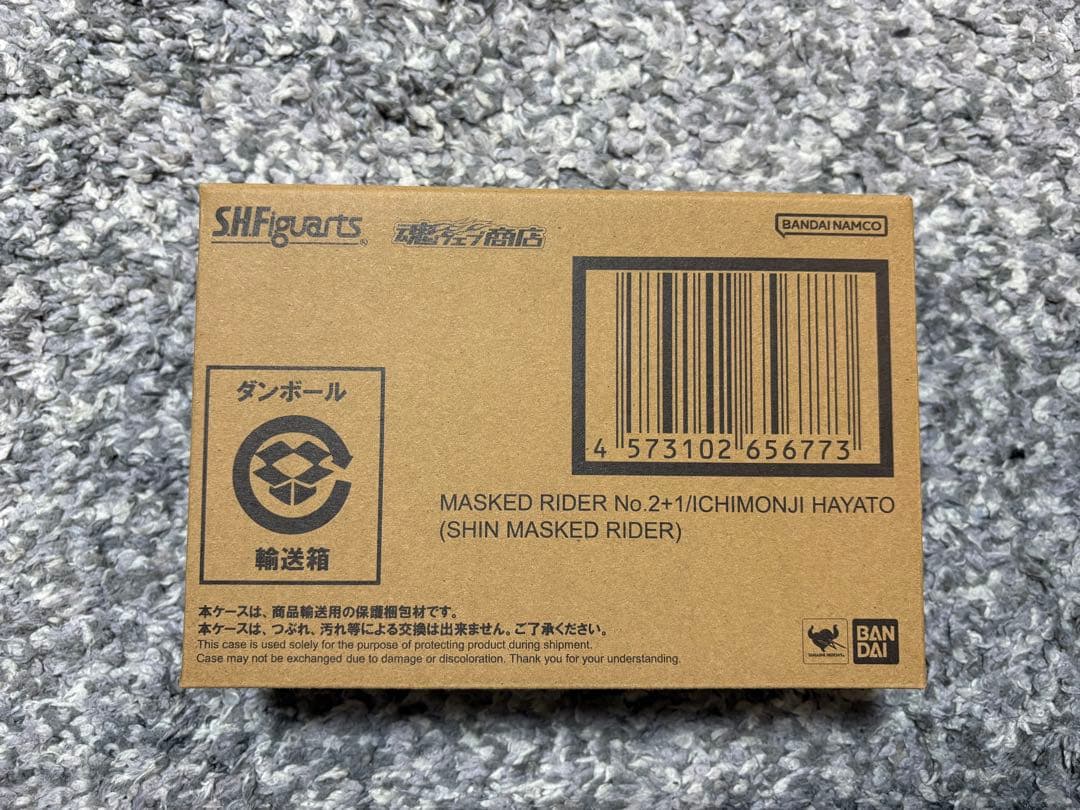 S.H.Figuarts
魂ウェブ商店
BANDAI NAMCO
4 573102 656773
ダンボール
輸送箱
MASKED RIDER No.2+1/ICHIMONJI HAYATO
(SHIN MASKED RIDER)
本ケースは、商品輸送用の保護梱包材です。
本ケースは、つぶれ、汚れ等による交換は出来ません。ご了承ください。
This case is used solely for the purpose of protecting product during shipment.
Case may not be exchanged due to damage or discoloration. Thank you for your understanding.
TAMASHII NATIONS
BAN
DAI